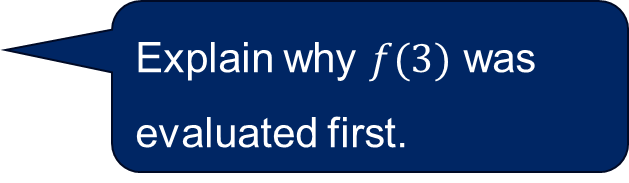 Explain why f(3) was
evaluated first.